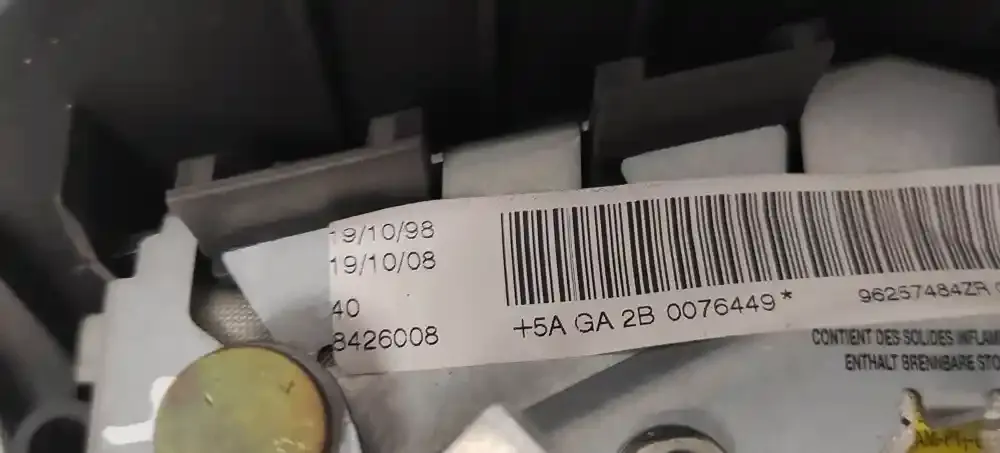 19/10/98
19/10/08
40
8426008
+5A GA 2B 0076449*
96257484ZR
CONTIENT DES SOLIDES
ENTHALT BRENNBARE